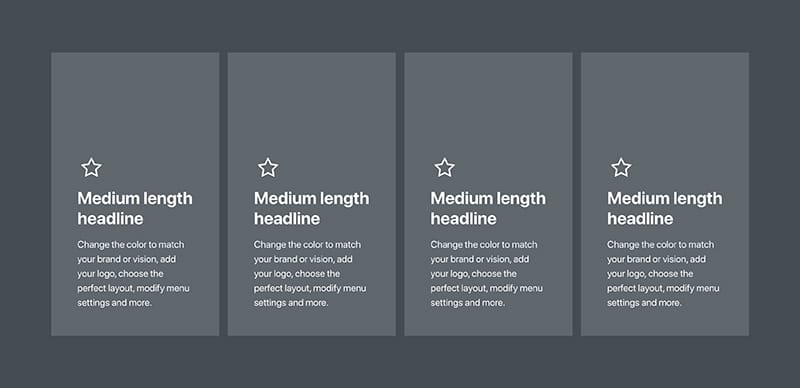 Medium length
headline
Change the color to match
your brand or vision, add
your logo, choose the
perfect layout, modify menu
settings and more.
Medium length
headline
Change the color to match
your brand or vision, add
your logo, choose the
perfect layout, modify menu
settings and more.
Medium length
headline
Change the color to match
your brand or vision, add
your logo, choose the
perfect layout, modify menu
settings and more.
Medium length
headline
Change the color to match
your brand or vision, add
your logo, choose the
perfect layout, modify menu
settings and more.